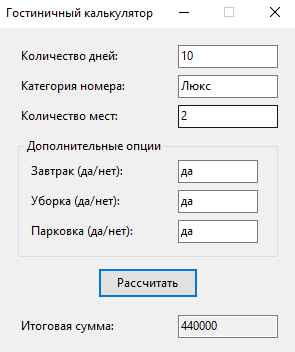 Гостиничный калькулятор
Количество дней: 10
Категория номера: Люкс
Количество мест: 2
Дополнительные опции
Завтрак (да/нет): да
Уборка (да/нет): да
Парковка (да/нет): да
Рассчитать
Итоговая сумма: 440000